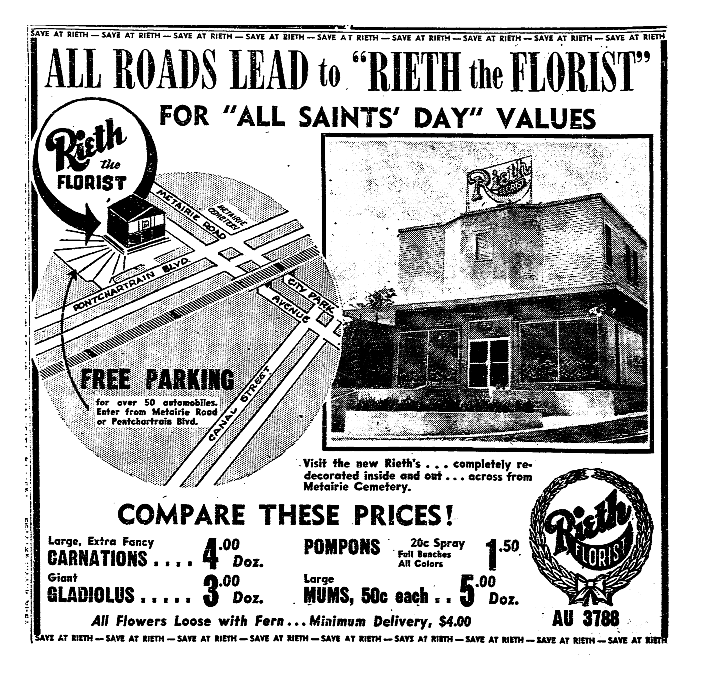 SAVE AT RIETH — SAVE AT RIETH — SAVE AT RIETH — SAVE AT RIETH — SAVE AT RIETH — SAVE AT RIETH — SAVE AT RIETH — SAVE AT RIETH — SAVE AT RIETH
ALL ROADS LEAD to "RIETH the FLORIST"
FOR "ALL SAINTS' DAY" VALUES
Rieth
the
FLORIST
Rieth
METAIRIE ROAD
METAIRIE
CEMETERY
PONTCHARTRAIN BLVD.
CITY PARK
AVENUE
CANAL STREET
FREE PARKING
for over 50 automobiles.
Enter from Metairie Road
or Pontchartrain Blvd.
Visit the new Rieth's . . . completely re-
decorated inside and out . . . across from
Metairie Cemetery.
COMPARE THESE PRICES!
Large, Extra Fancy
CARNATIONS . . . . 4.00 Doz.
Giant
GLADIOLUS . . . . . 3.00 Doz.
POMPONS 20c Spray
Full Bunches
All Colors
1.50
Large
MUMS, 50c each . . 5.00 Doz.
Rieth
FLORIST
AU 3788
All Flowers Loose with Fern . . . Minimum Delivery, $4.00
SAVE AT RIETH — SAVE AT RIETH — SAVE AT RIETH — SAVE AT RIETH — SAVE AT RIETH — SAVE AT RIETH — SAVE AT RIETH — SAVE AT RIETH — SAVE AT RIETH